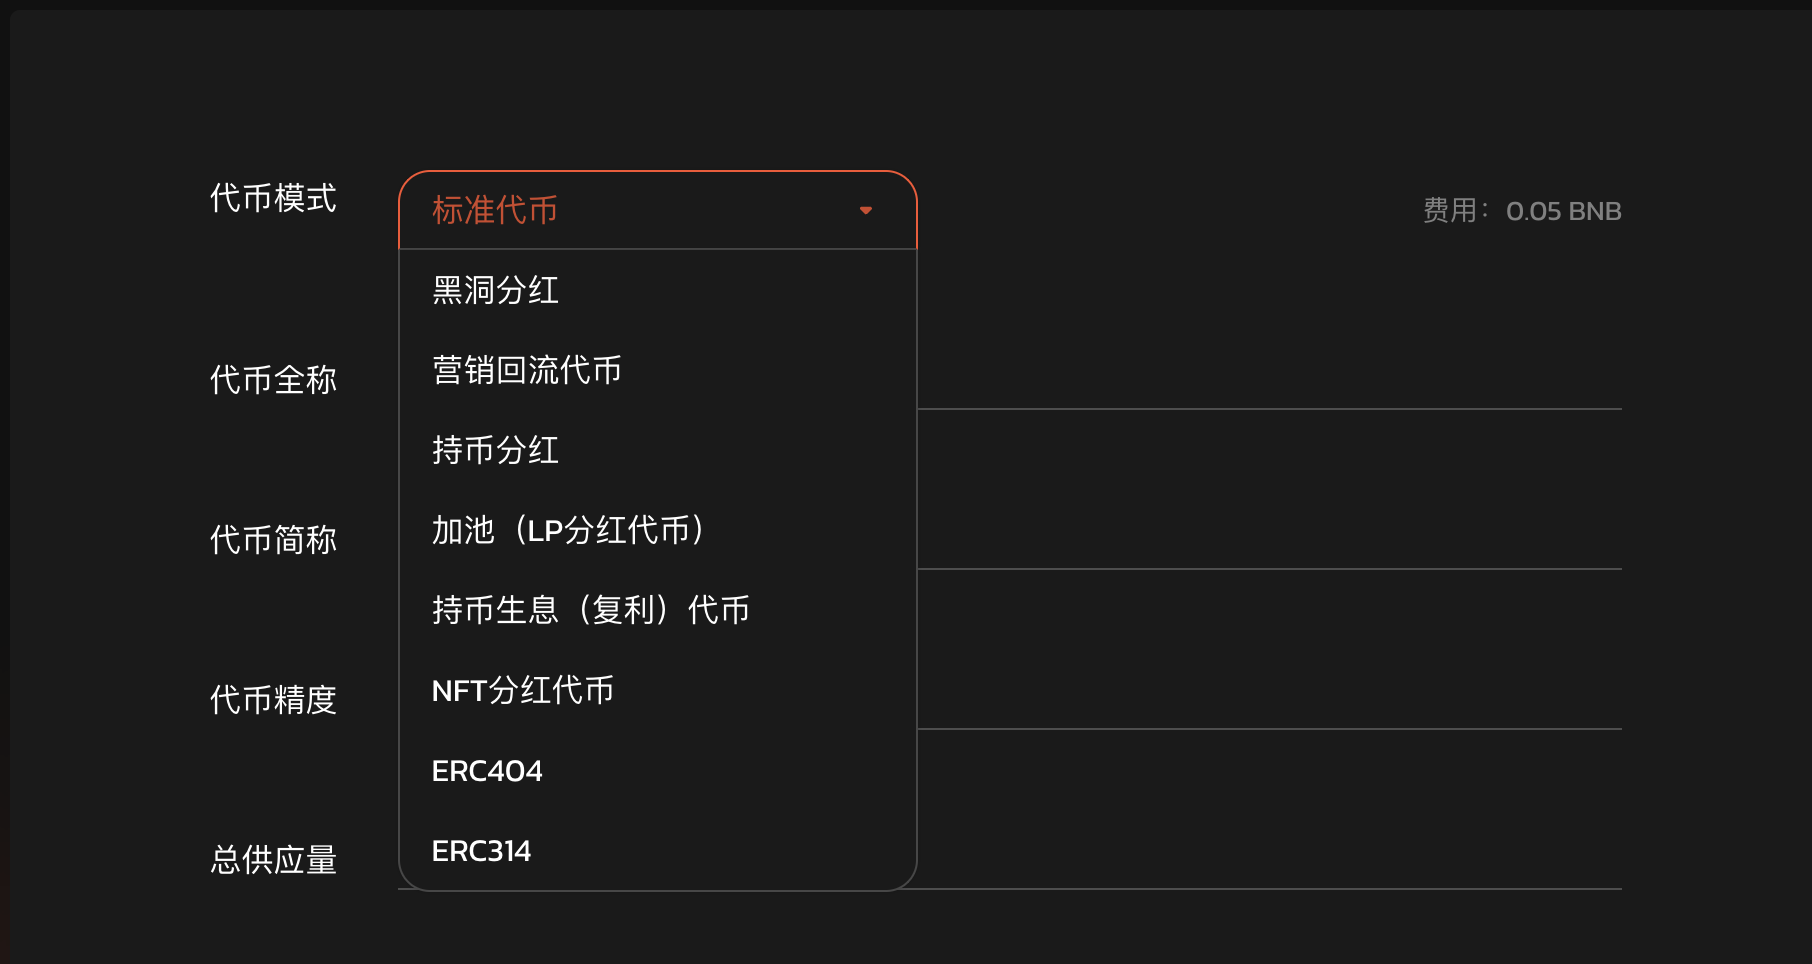 代币模式
标准代币
费用：0.05 BNB
黑洞分红
营销回流代币
代币全称
持币分红
加池（LP分红代币）
代币简称
持币生息（复利）代币
NFT分红代币
代币精度
ERC404
ERC314
总供应量